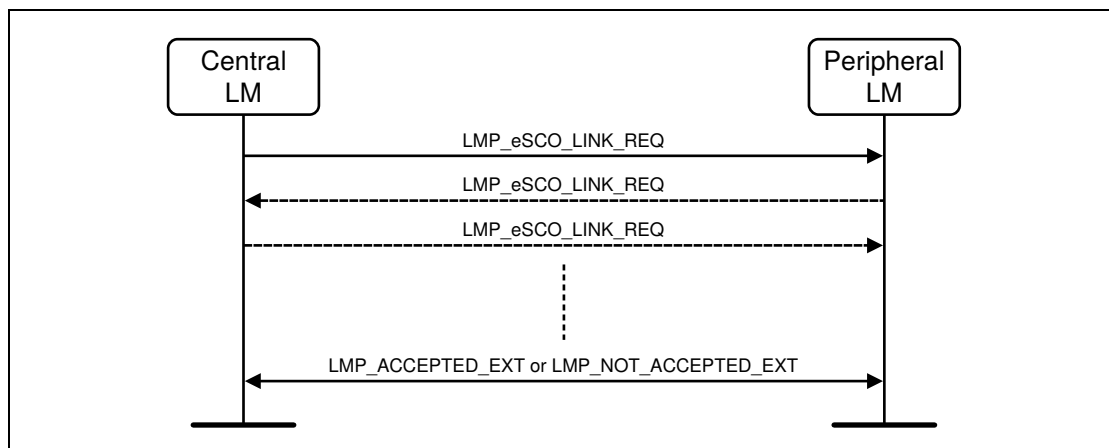 Central
LM
Peripheral
LM
LMP_eSCO_LINK_REQ
LMP_eSCO_LINK_REQ
LMP_eSCO_LINK_REQ
LMP_ACCEPTED_EXT or LMP_NOT_ACCEPTED_EXT